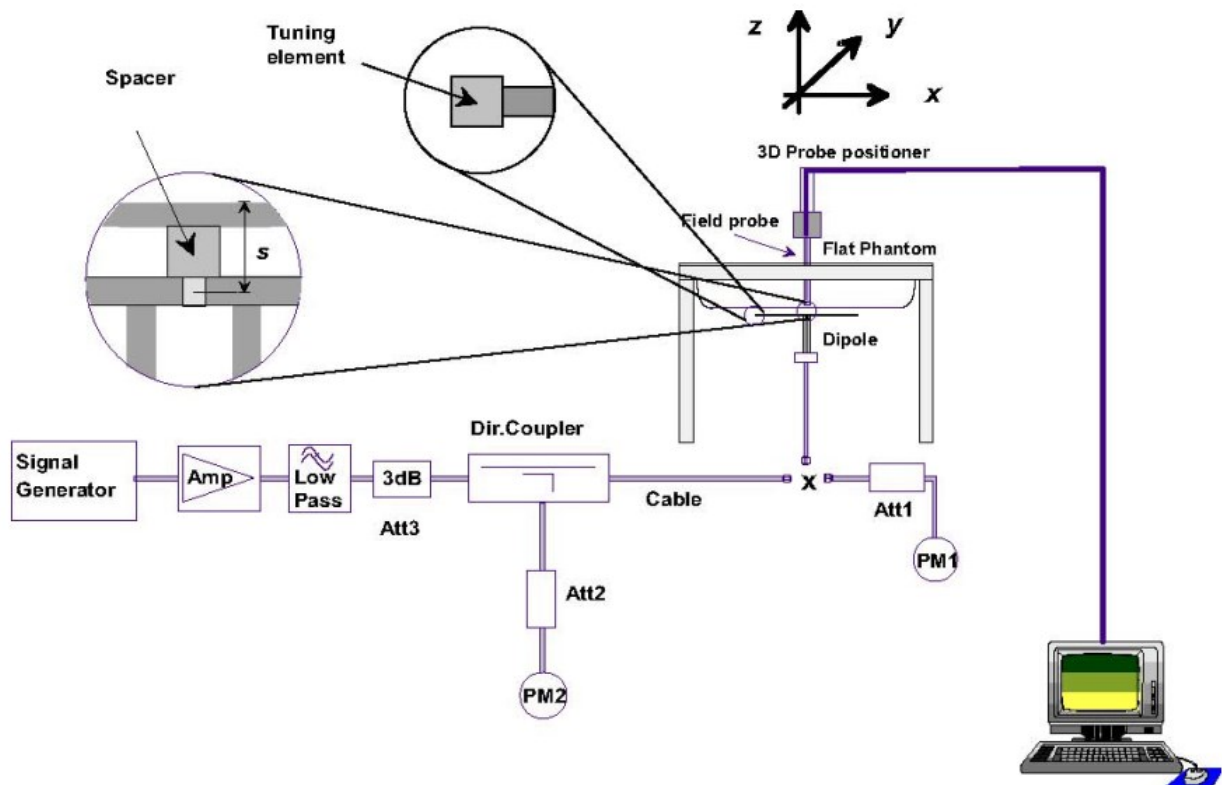 Tuning
element
Spacer
s
z
y
x
3D Probe positioner
Field probe
Flat Phantom
Dipole
Dir.Coupler
Signal
Generator
Amp
Low
Pass
3dB
Att3
Cable
x
Att1
PM1
Att2
PM2